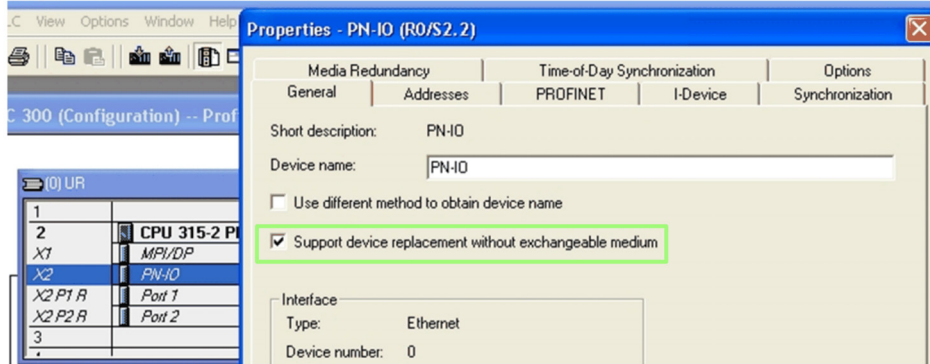 View Options Window Help
Properties - PN-IO (R0/S2.2)
Media Redundancy Time-of-Day Synchronization Options
General Addresses PROFINET I-Device Synchronization
300 (Configuration) -- Prof
Short description: PN-IO
Device name: PN-IO
Use different method to obtain device name
Support device replacement without exchangeable medium
(0) UR
1
2 CPU 315-2
X1 MPI/DP
X2 PN-IO
X2 P1 R Port 1
X2 P2 R Port 2
3
Interface
Type: Ethernet
Device number: 0